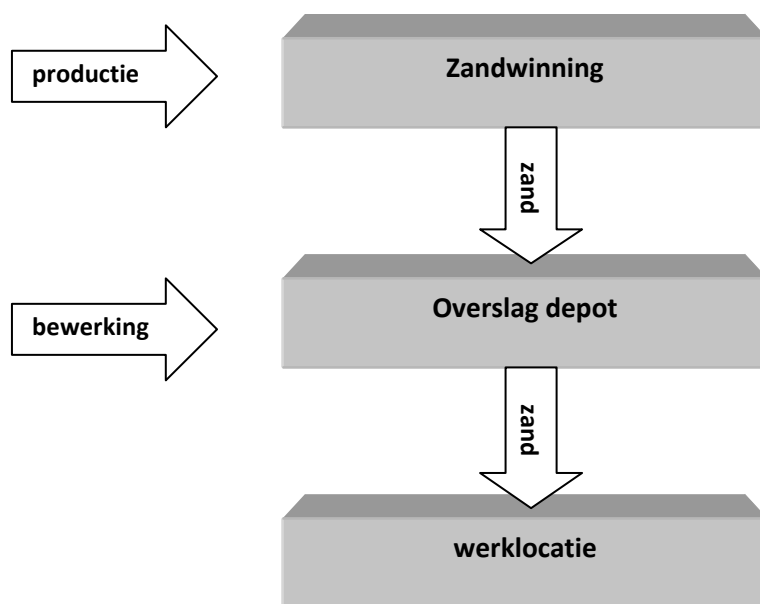 productie
Zandwinning
zand
bewerking
Overslag depot
zand
werklocatie